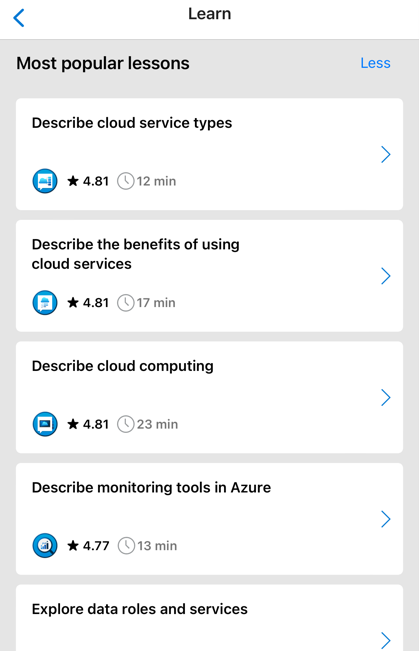 Learn
Most popular lessons
Less
Describe cloud service types
★ 4.81 12 min
Describe the benefits of using
cloud services
★ 4.81 17 min
Describe cloud computing
★ 4.81 23 min
Describe monitoring tools in Azure
★ 4.77 13 min
Explore data roles and services